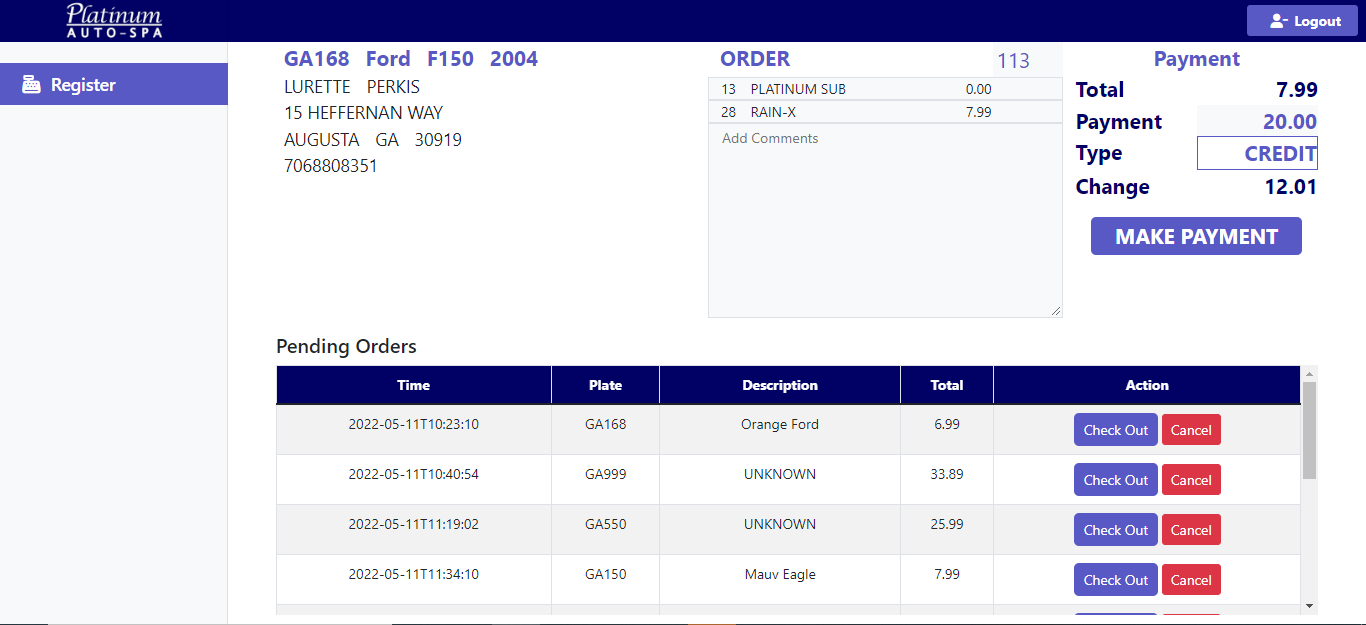 Platinum
AUTO-SPA
Logout
Register
GA168 Ford F150 2004
LURETTE PERKIS
15 HEFFERNAN WAY
AUGUSTA GA 30919
7068808351
ORDER 113
13 PLATINUM SUB 0.00
28 RAIN-X 7.99
Add Comments
Payment
Total 7.99
Payment 20.00
Type CREDIT
Change 12.01
MAKE PAYMENT
Pending Orders
Time Plate Description Total Action
2022-05-11T10:23:10 GA168 Orange Ford 6.99 Check Out Cancel
2022-05-11T10:40:54 GA999 UNKNOWN 33.89 Check Out Cancel
2022-05-11T11:19:02 GA550 UNKNOWN 25.99 Check Out Cancel
2022-05-11T11:34:10 GA150 Mauv Eagle 7.99 Check Out Cancel